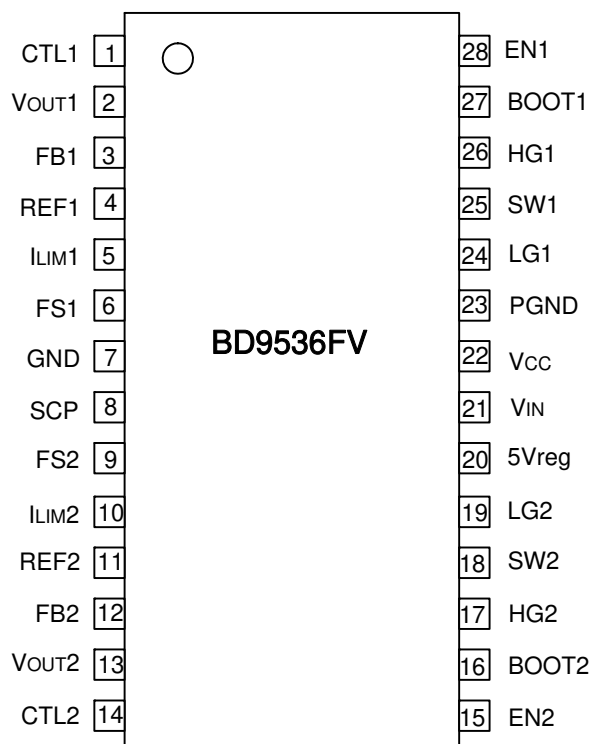 CTL1 1 28 EN1
VOUT1 2 27 BOOT1
FB1 3 26 HG1
REF1 4 25 SW1
ILIM1 5 24 LG1
FS1 6 23 PGND
GND 7 22 VCC
BD9536FV
SCP 8 21 VIN
FS2 9 20 5Vreg
ILIM2 10 19 LG2
REF2 11 18 SW2
FB2 12 17 HG2
VOUT2 13 16 BOOT2
CTL2 14 15 EN2